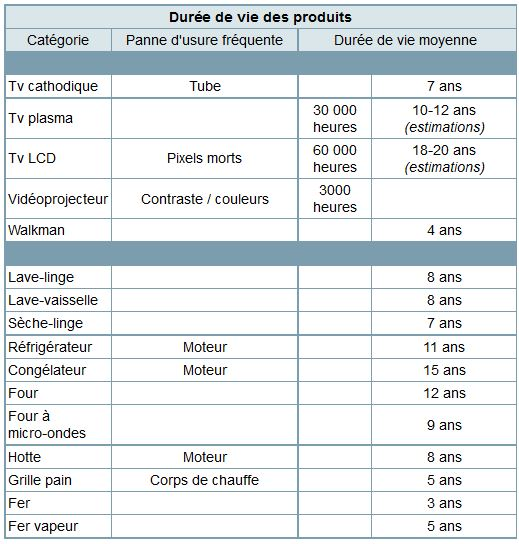 Durée de vie des produits
Catégorie Panne d'usure fréquente Durée de vie moyenne
Tv cathodique Tube 7 ans
Tv plasma 30 000 heures 10-12 ans (estimations)
Tv LCD Pixels morts 60 000 heures 18-20 ans (estimations)
Vidéoprojecteur Contraste / couleurs 3000 heures
Walkman 4 ans
Lave-linge 8 ans
Lave-vaisselle 8 ans
Sèche-linge 7 ans
Réfrigérateur Moteur 11 ans
Congélateur Moteur 15 ans
Four 12 ans
Four à micro-ondes 9 ans
Hotte Moteur 8 ans
Grille pain Corps de chauffe 5 ans
Fer 3 ans
Fer vapeur 5 ans